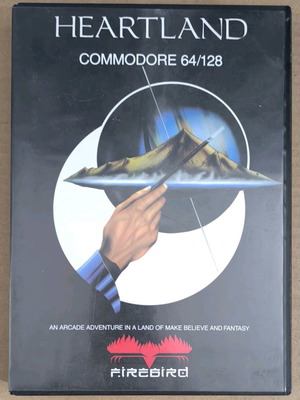 HEARTLAND
COMMODORE 64/128
AN ARCADE ADVENTURE IN A LAND OF MAKE BELIEVE AND FANTASY
FIREBIRD